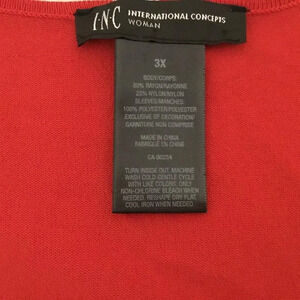 I·N·C INTERNATIONAL CONCEPTS
WOMAN
3X
BODY/CORPS:
80% RAYON/RAYONNE
20% NYLON/NYLON
SLEEVES/MANCHES:
100% POLYESTER/POLYESTER
EXCLUSIVE OF DECORATION/
GARNITURE NON COMPRISE
MADE IN CHINA
FABRIQUÉ EN CHINE
TURN INSIDE OUT, MACHINE
WASH COLD GENTLE CYCLE
WITH LIKE COLORS. ONLY
NON-CHLORINE BLEACH WHEN
NEEDED. RESHAPE DRY FLAT.
COOL IRON WHEN NEEDED.